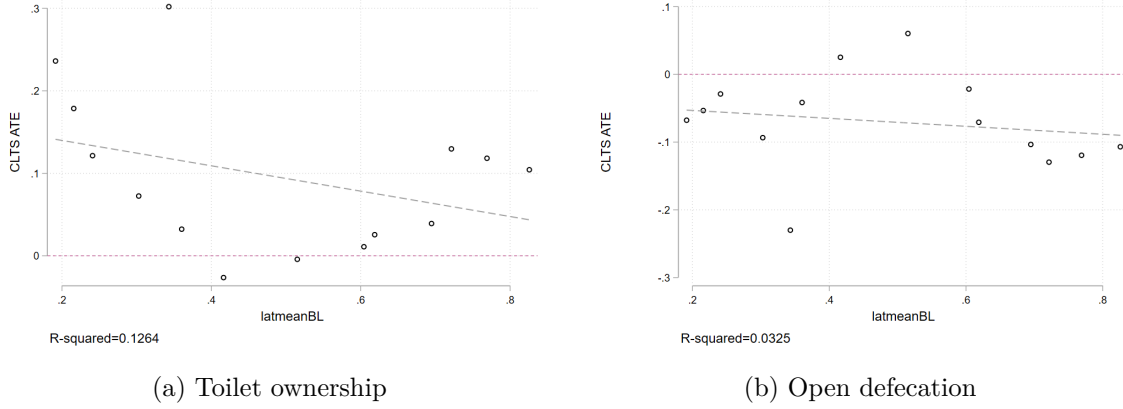 .3
.2
.1
0
CLTS ATE
.2
.4
.6
.8
latmeanBL
R-squared=0.1264
(a) Toilet ownership
.1
0
-.1
-.2
-.3
CLTS ATE
.2
.4
.6
.8
latmeanBL
R-squared=0.0325
(b) Open defecation